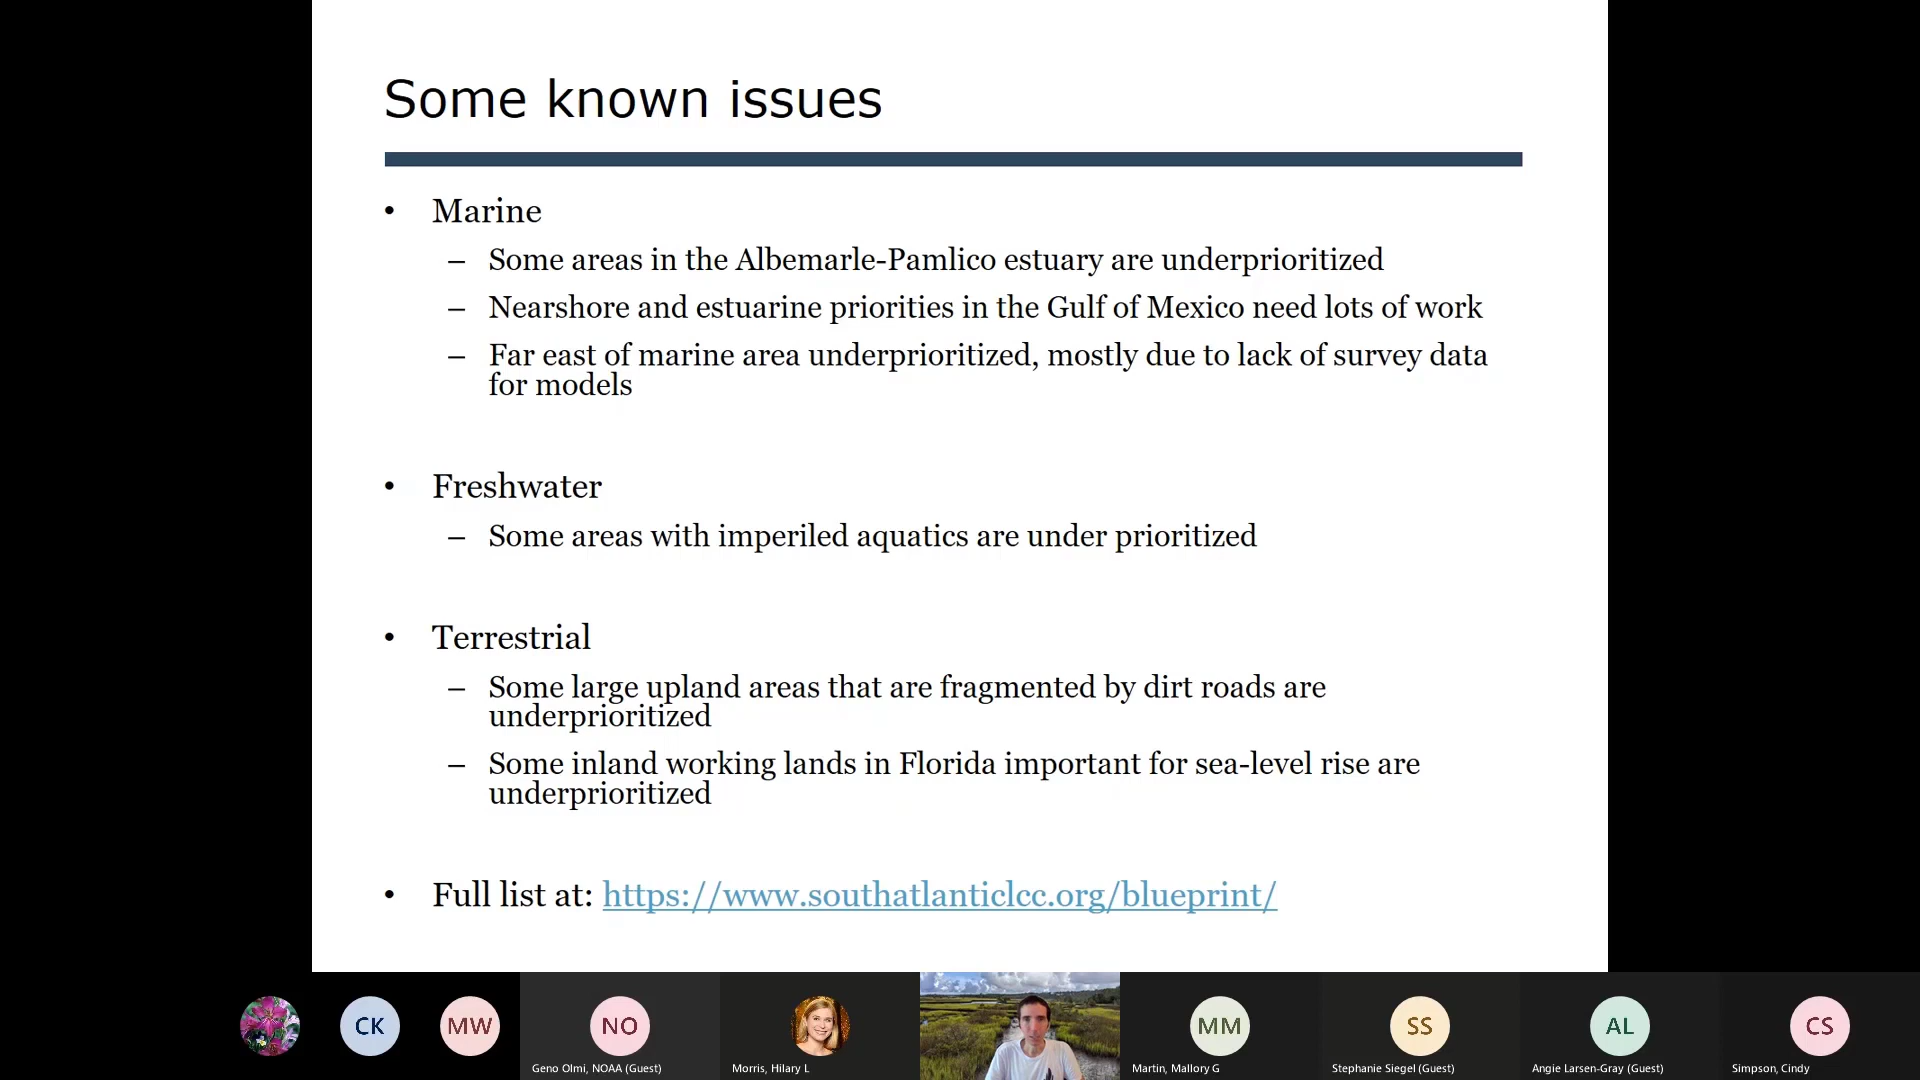 Some known issues
• Marine
– Some areas in the Albemarle-Pamlico estuary are underprioritized
– Nearshore and estuarine priorities in the Gulf of Mexico need lots of work
– Far east of marine area underprioritized, mostly due to lack of survey data
for models
• Freshwater
– Some areas with imperiled aquatics are under prioritized
• Terrestrial
– Some large upland areas that are fragmented by dirt roads are
underprioritized
– Some inland working lands in Florida important for sea-level rise are
underprioritized
• Full list at: https://www.southatlanticlcc.org/blueprint/
CK
MW
NO
MM
SS
AL
CS
Geno Olmi, NOAA (Guest)
Morris, Hilary L
Martin, Mallory G
Stephanie Siegel (Guest)
Angie Larsen-Gray (Guest)
Simpson, Cindy